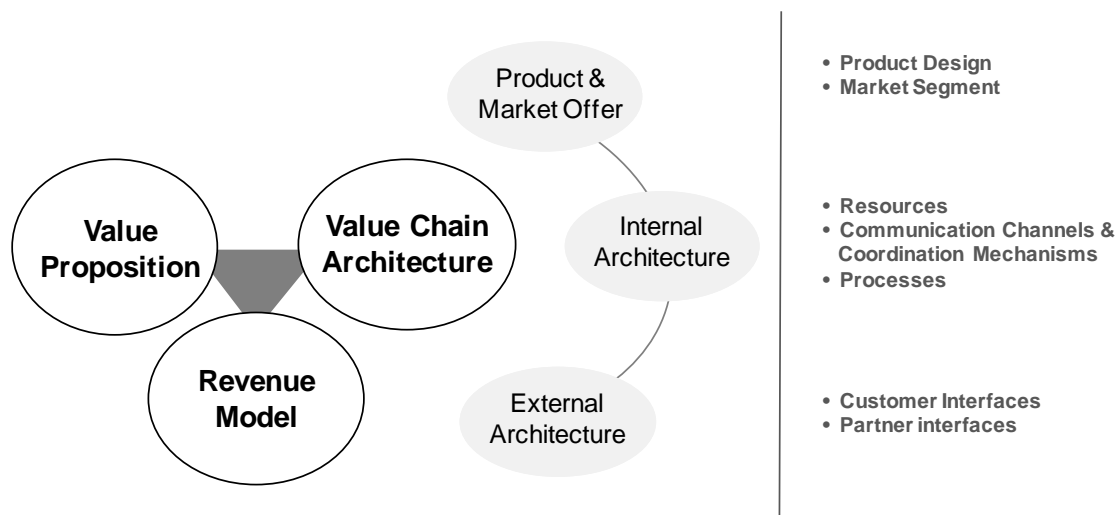 Value
Proposition
Value Chain
Architecture
Revenue
Model
Product &
Market Offer
Internal
Architecture
External
Architecture
• Product Design
• Market Segment
• Resources
• Communication Channels &
Coordination Mechanisms
• Processes
• Customer Interfaces
• Partner interfaces